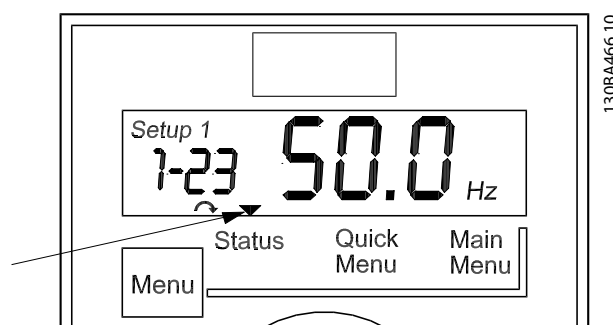 130BA466.10
Setup 1
1-23 50.0 Hz
Status Quick Menu Main Menu
Menu